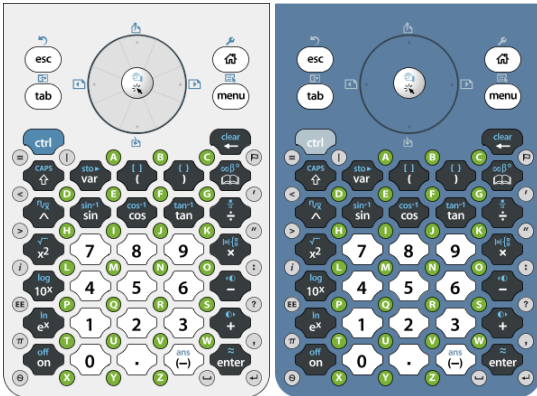 esc
tab menu
ctrl clear
= | A B C
CAPS sto▸ [ ] { } ∞β°
var ( )
< D E F G '
ⁿ√x sin⁻¹ cos⁻¹ tan⁻¹
^ sin cos tan ÷
> H I J K "
√
x² 7 8 9 ×
i L M N O :
log
10ˣ 4 5 6 −
EE P Q R S ?
ln
eˣ 1 2 3 +
π T U V W ,
off ans ≈
on 0 . (−) enter
θ X Y Z
esc
tab menu
ctrl clear
= | A B C
CAPS sto▸ [ ] { } ∞β°
var ( )
< D E F G '
ⁿ√x sin⁻¹ cos⁻¹ tan⁻¹
^ sin cos tan ÷
> H I J K "
√
x² 7 8 9 ×
i L M N O :
log
10ˣ 4 5 6 −
EE P Q R S ?
ln
eˣ 1 2 3 +
π T U V W ,
off ans ≈
on 0 . (−) enter
θ X Y Z